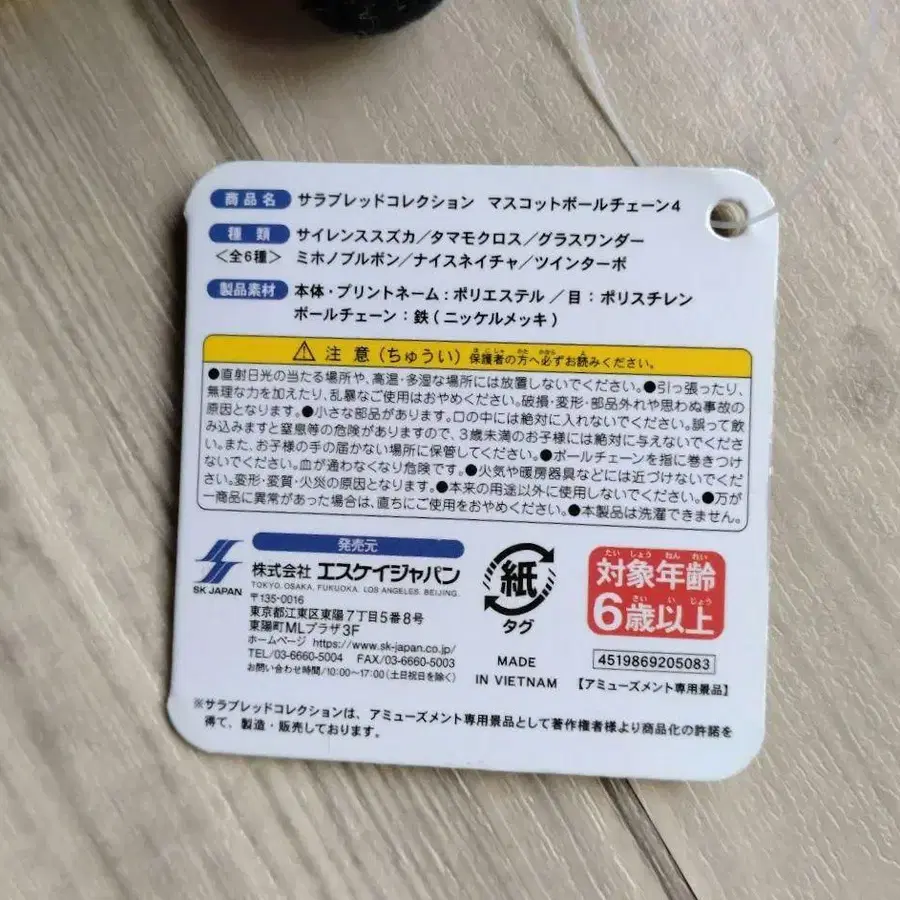 商品名 サラブレッドコレクション マスコットボールチェーン4
種類 サイレンススズカ／タマモクロス／グラスワンダー
＜全6種＞ ミホノブルボン／ナイスネイチャ／ツインターボ
製品素材 本体・プリントネーム：ポリエステル／目：ポリスチレン
ボールチェーン：鉄（ニッケルメッキ）
⚠ 注意（ちゅうい）保護者の方へ必ずお読みください。
●直射日光の当たる場所や、高温・多湿な場所には放置しないでください。●引っ張ったり、
無理な力を加えたり、乱暴なご使用はおやめください。破損・変形・部品外れや思わぬ事故の
原因となります。●小さな部品があります。口の中には絶対に入れないでください。誤って飲
み込みますと窒息等の危険がありますので、3歳未満のお子様には絶対に与えないでくださ
い。また、お子様の手の届かない場所に保管してください。●ボールチェーンを指に巻きつけ
ないでください。血が通わなくなり危険です。●火気や暖房器具などには近づけないでくだ
さい。変形・変質・火災の原因となります。●本来の用途以外に使用しないでください。●万が
一商品に異常があった場合は、直ちにご使用をおやめください。●本製品は洗濯できません。
SK JAPAN
発売元
株式会社 エスケイジャパン
TOKYO. OSAKA. FUKUOKA. LOS ANGELES. BEIJING.
〒135-0016
東京都江東区東陽7丁目5番8号
東陽町MLプラザ3F
ホームページ https://www.sk-japan.co.jp/
TEL/03-6660-5004 FAX/03-6660-5003
お問い合わせ時間/10:00〜17:00（土日祝日を除く）
紙
タグ
MADE
IN VIETNAM
たいしょうねんれい
対象年齢
さいいじょう
6歳以上
4519869205083
【アミューズメント専用景品】
※サラブレッドコレクションは、アミューズメント専用景品として著作権者様より商品化の許諾を
得て、製造・販売しております。